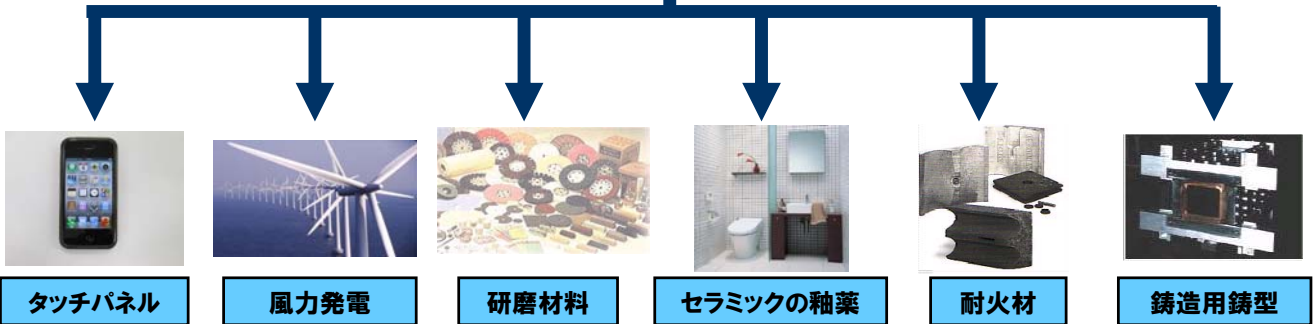 タッチパネル
風力発電
研磨材料
セラミックの釉薬
耐火材
鋳造用鋳型